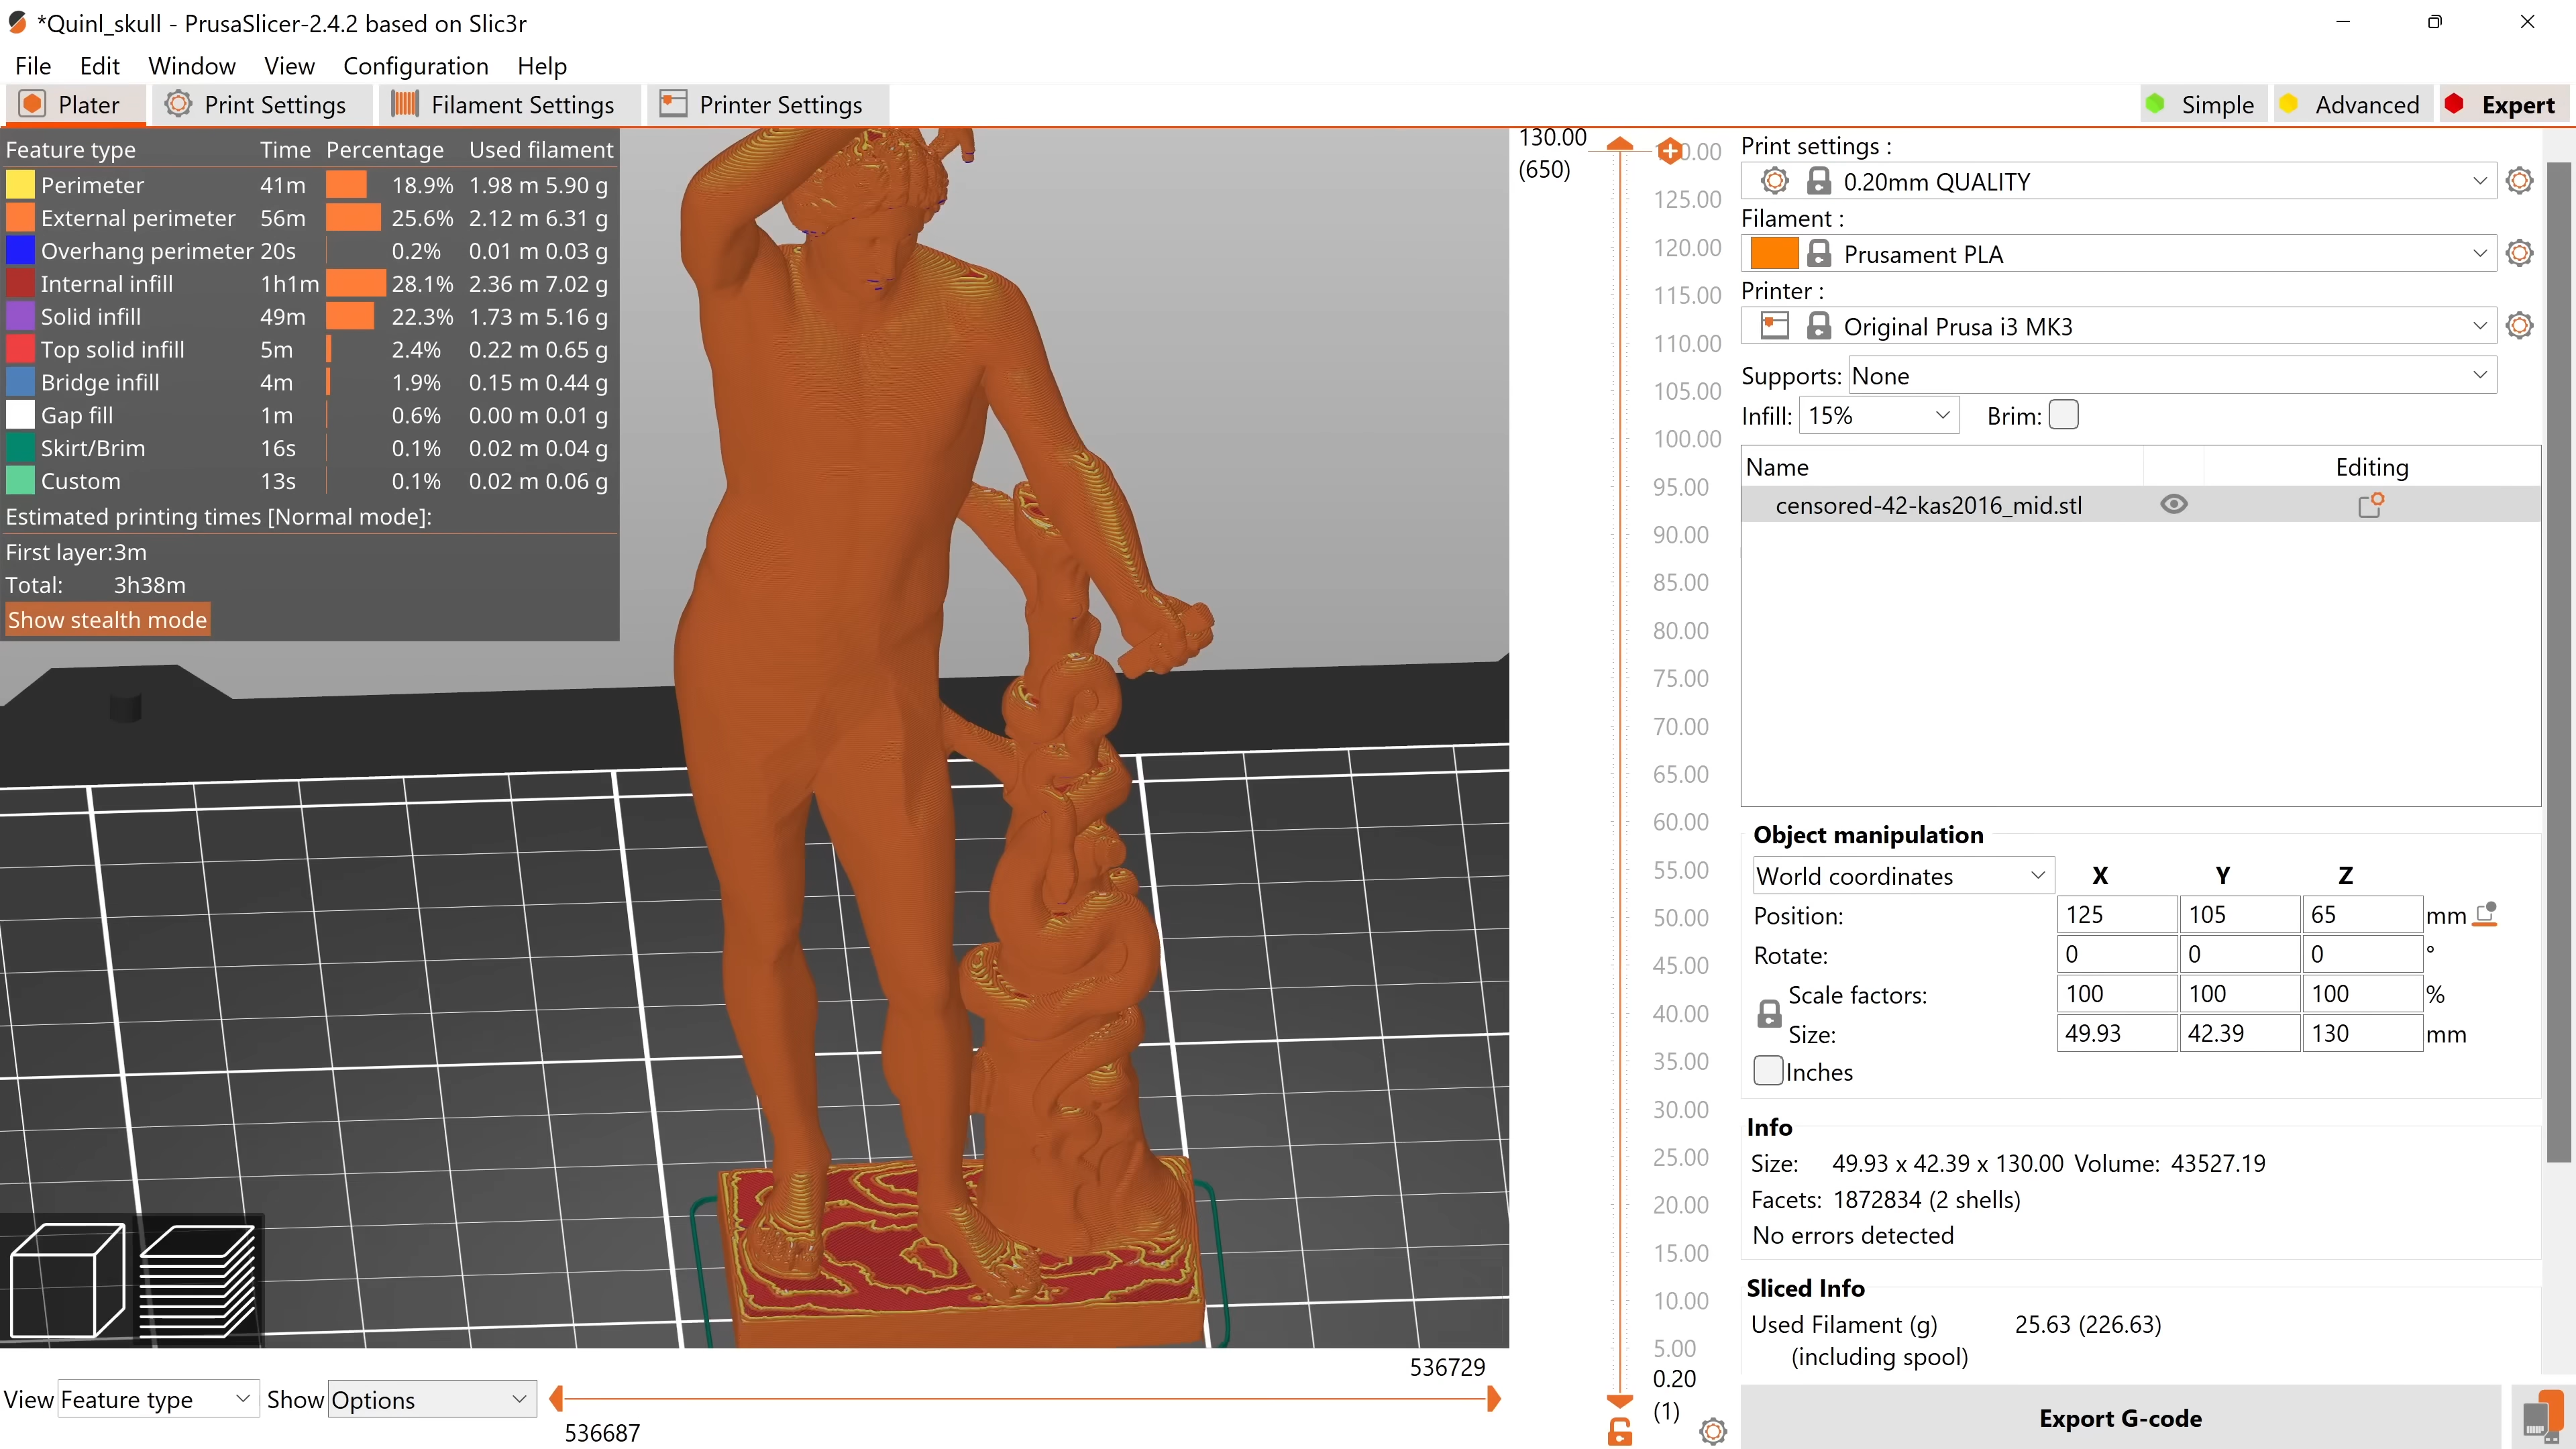 *Quinl_skull - PrusaSlicer-2.4.2 based on Slic3r
File Edit Window View Configuration Help
Plater Print Settings Filament Settings Printer Settings Simple Advanced Expert
Feature type Time Percentage Used filament
Perimeter 41m 18.9% 1.98 m 5.90 g
External perimeter 56m 25.6% 2.12 m 6.31 g
Overhang perimeter 20s 0.2% 0.01 m 0.03 g
Internal infill 1h1m 28.1% 2.36 m 7.02 g
Solid infill 49m 22.3% 1.73 m 5.16 g
Top solid infill 5m 2.4% 0.22 m 0.65 g
Bridge infill 4m 1.9% 0.15 m 0.44 g
Gap fill 1m 0.6% 0.00 m 0.01 g
Skirt/Brim 16s 0.1% 0.02 m 0.04 g
Custom 13s 0.1% 0.02 m 0.06 g
Estimated printing times [Normal mode]:
First layer:3m
Total: 3h38m
Show stealth mode
130.00
(650)
125.00
120.00
115.00
110.00
105.00
100.00
95.00
90.00
85.00
80.00
75.00
70.00
65.00
60.00
55.00
50.00
45.00
40.00
35.00
30.00
25.00
20.00
15.00
10.00
5.00
0.20
(1)
Print settings :
0.20mm QUALITY
Filament :
Prusament PLA
Printer :
Original Prusa i3 MK3
Supports: None
Infill: 15% Brim:
Name Editing
censored-42-kas2016_mid.stl
Object manipulation
World coordinates X Y Z
Position: 125 105 65 mm
Rotate: 0 0 0 °
Scale factors: 100 100 100 %
Size: 49.93 42.39 130 mm
Inches
Info
Size: 49.93 x 42.39 x 130.00 Volume: 43527.19
Facets: 1872834 (2 shells)
No errors detected
Sliced Info
Used Filament (g) 25.63 (226.63)
(including spool)
Export G-code
536729
View Feature type Show Options
536687